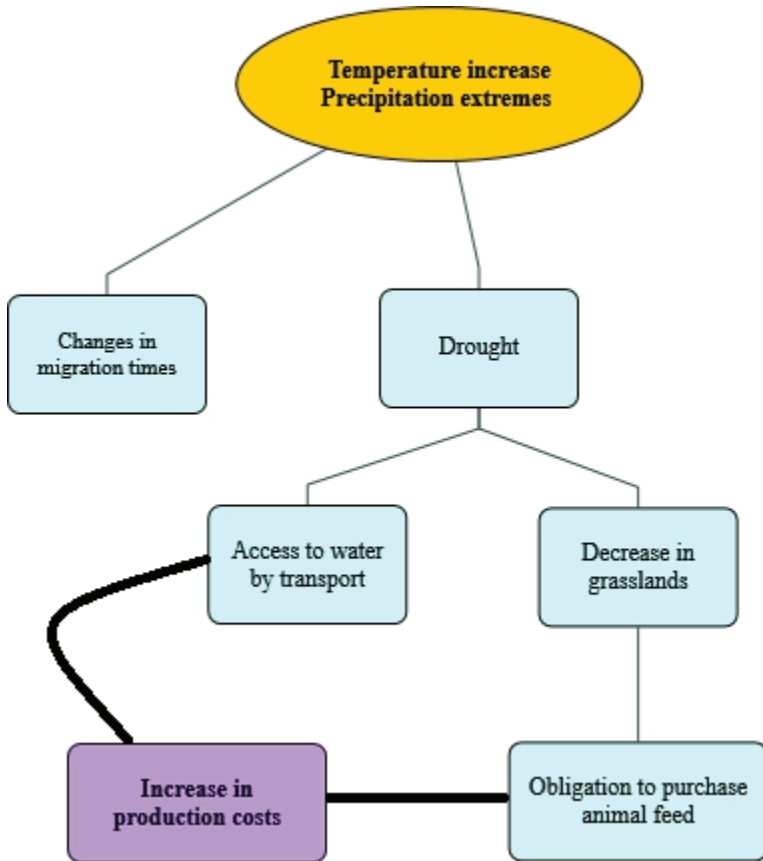 Temperature increase
Precipitation extremes
Changes in
migration times
Drought
Access to water
by transport
Decrease in
grasslands
Increase in
production costs
Obligation to purchase
animal feed